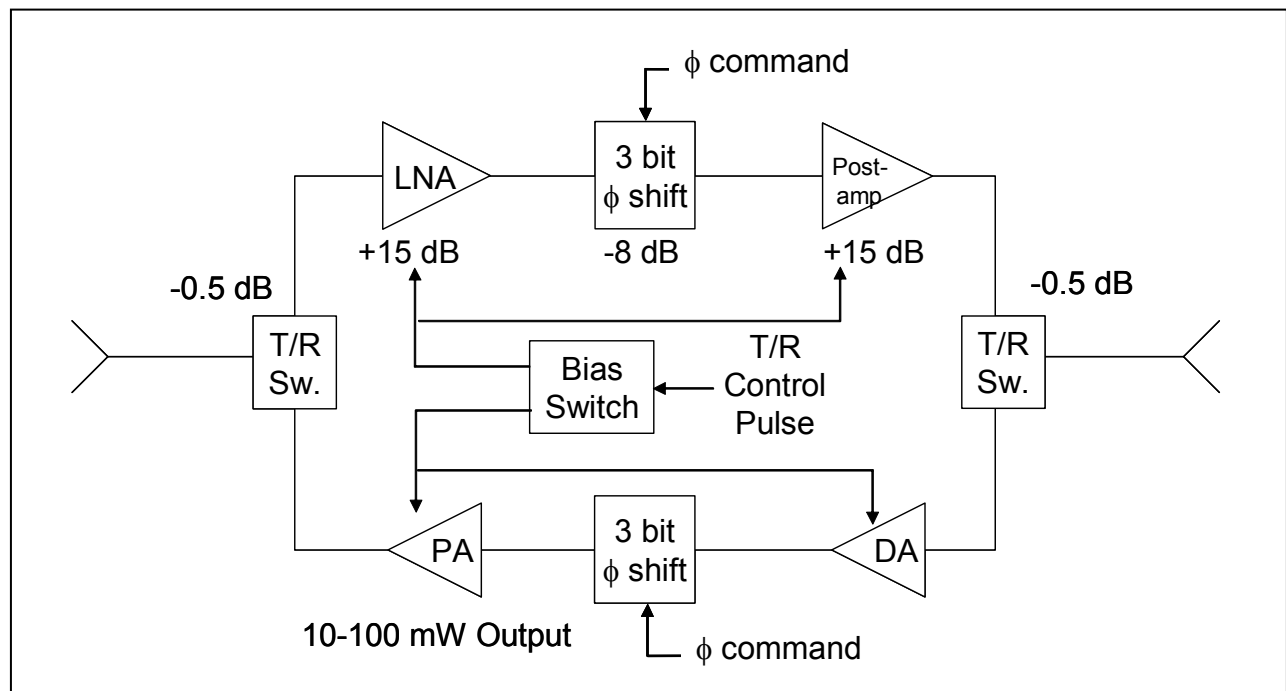 ϕ command
LNA
3 bit
ϕ shift
Post-
amp
+15 dB
-8 dB
+15 dB
-0.5 dB
-0.5 dB
T/R
Sw.
Bias
Switch
T/R
Control
Pulse
T/R
Sw.
PA
3 bit
ϕ shift
DA
10-100 mW Output
ϕ command